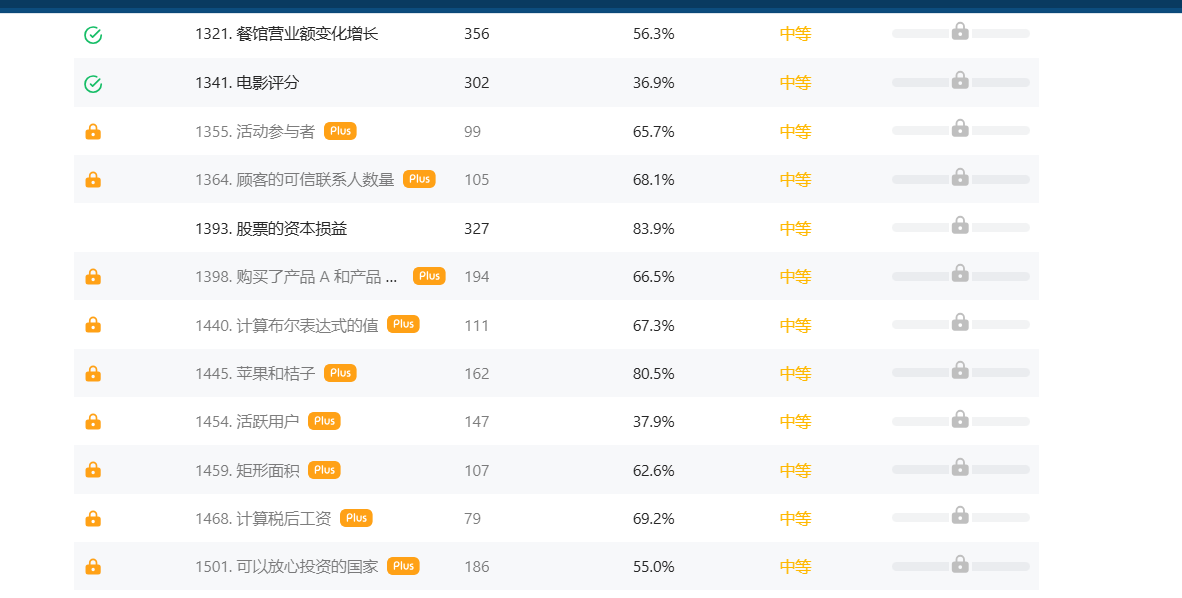 1321. 餐馆营业额变化增长 356 56.3% 中等
1341. 电影评分 302 36.9% 中等
1355. 活动参与者 Plus 99 65.7% 中等
1364. 顾客的可信联系人数量 Plus 105 68.1% 中等
1393. 股票的资本损益 327 83.9% 中等
1398. 购买了产品 A 和产品 ... Plus 194 66.5% 中等
1440. 计算布尔表达式的值 Plus 111 67.3% 中等
1445. 苹果和桔子 Plus 162 80.5% 中等
1454. 活跃用户 Plus 147 37.9% 中等
1459. 矩形面积 Plus 107 62.6% 中等
1468. 计算税后工资 Plus 79 69.2% 中等
1501. 可以放心投资的国家 Plus 186 55.0% 中等